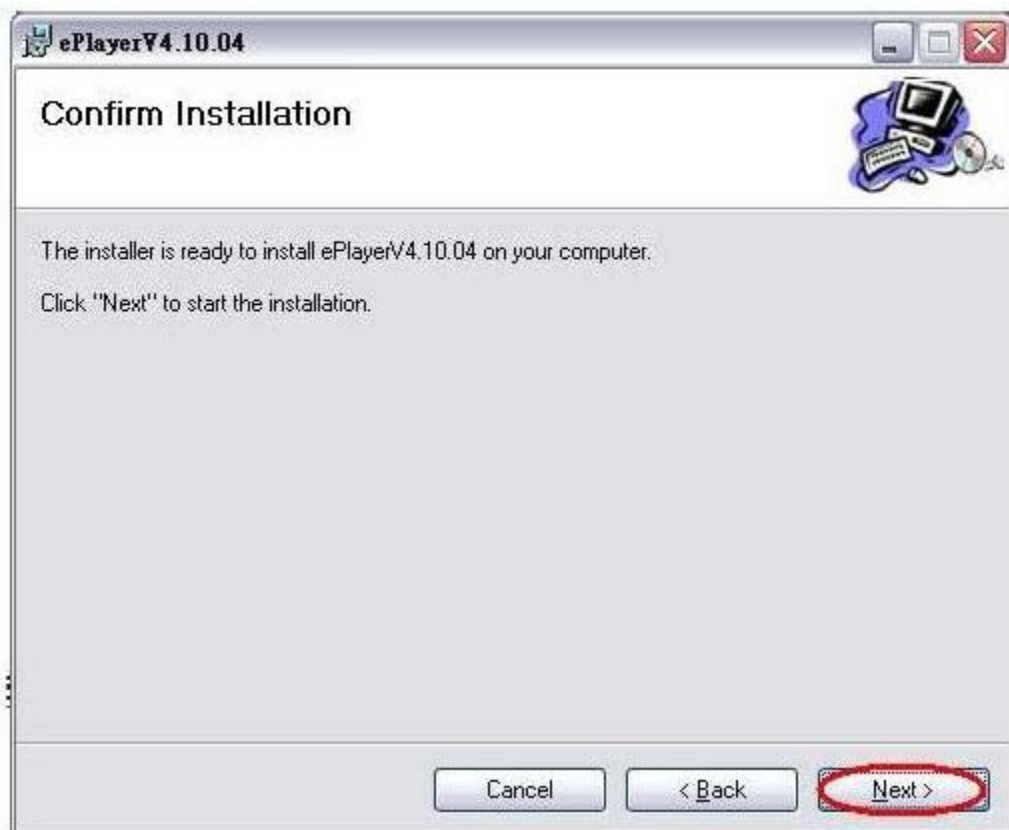 ePlayerV4.10.04
Confirm Installation
The installer is ready to install ePlayerV4.10.04 on your computer.
Click "Next" to start the installation.
Cancel
< Back
Next >